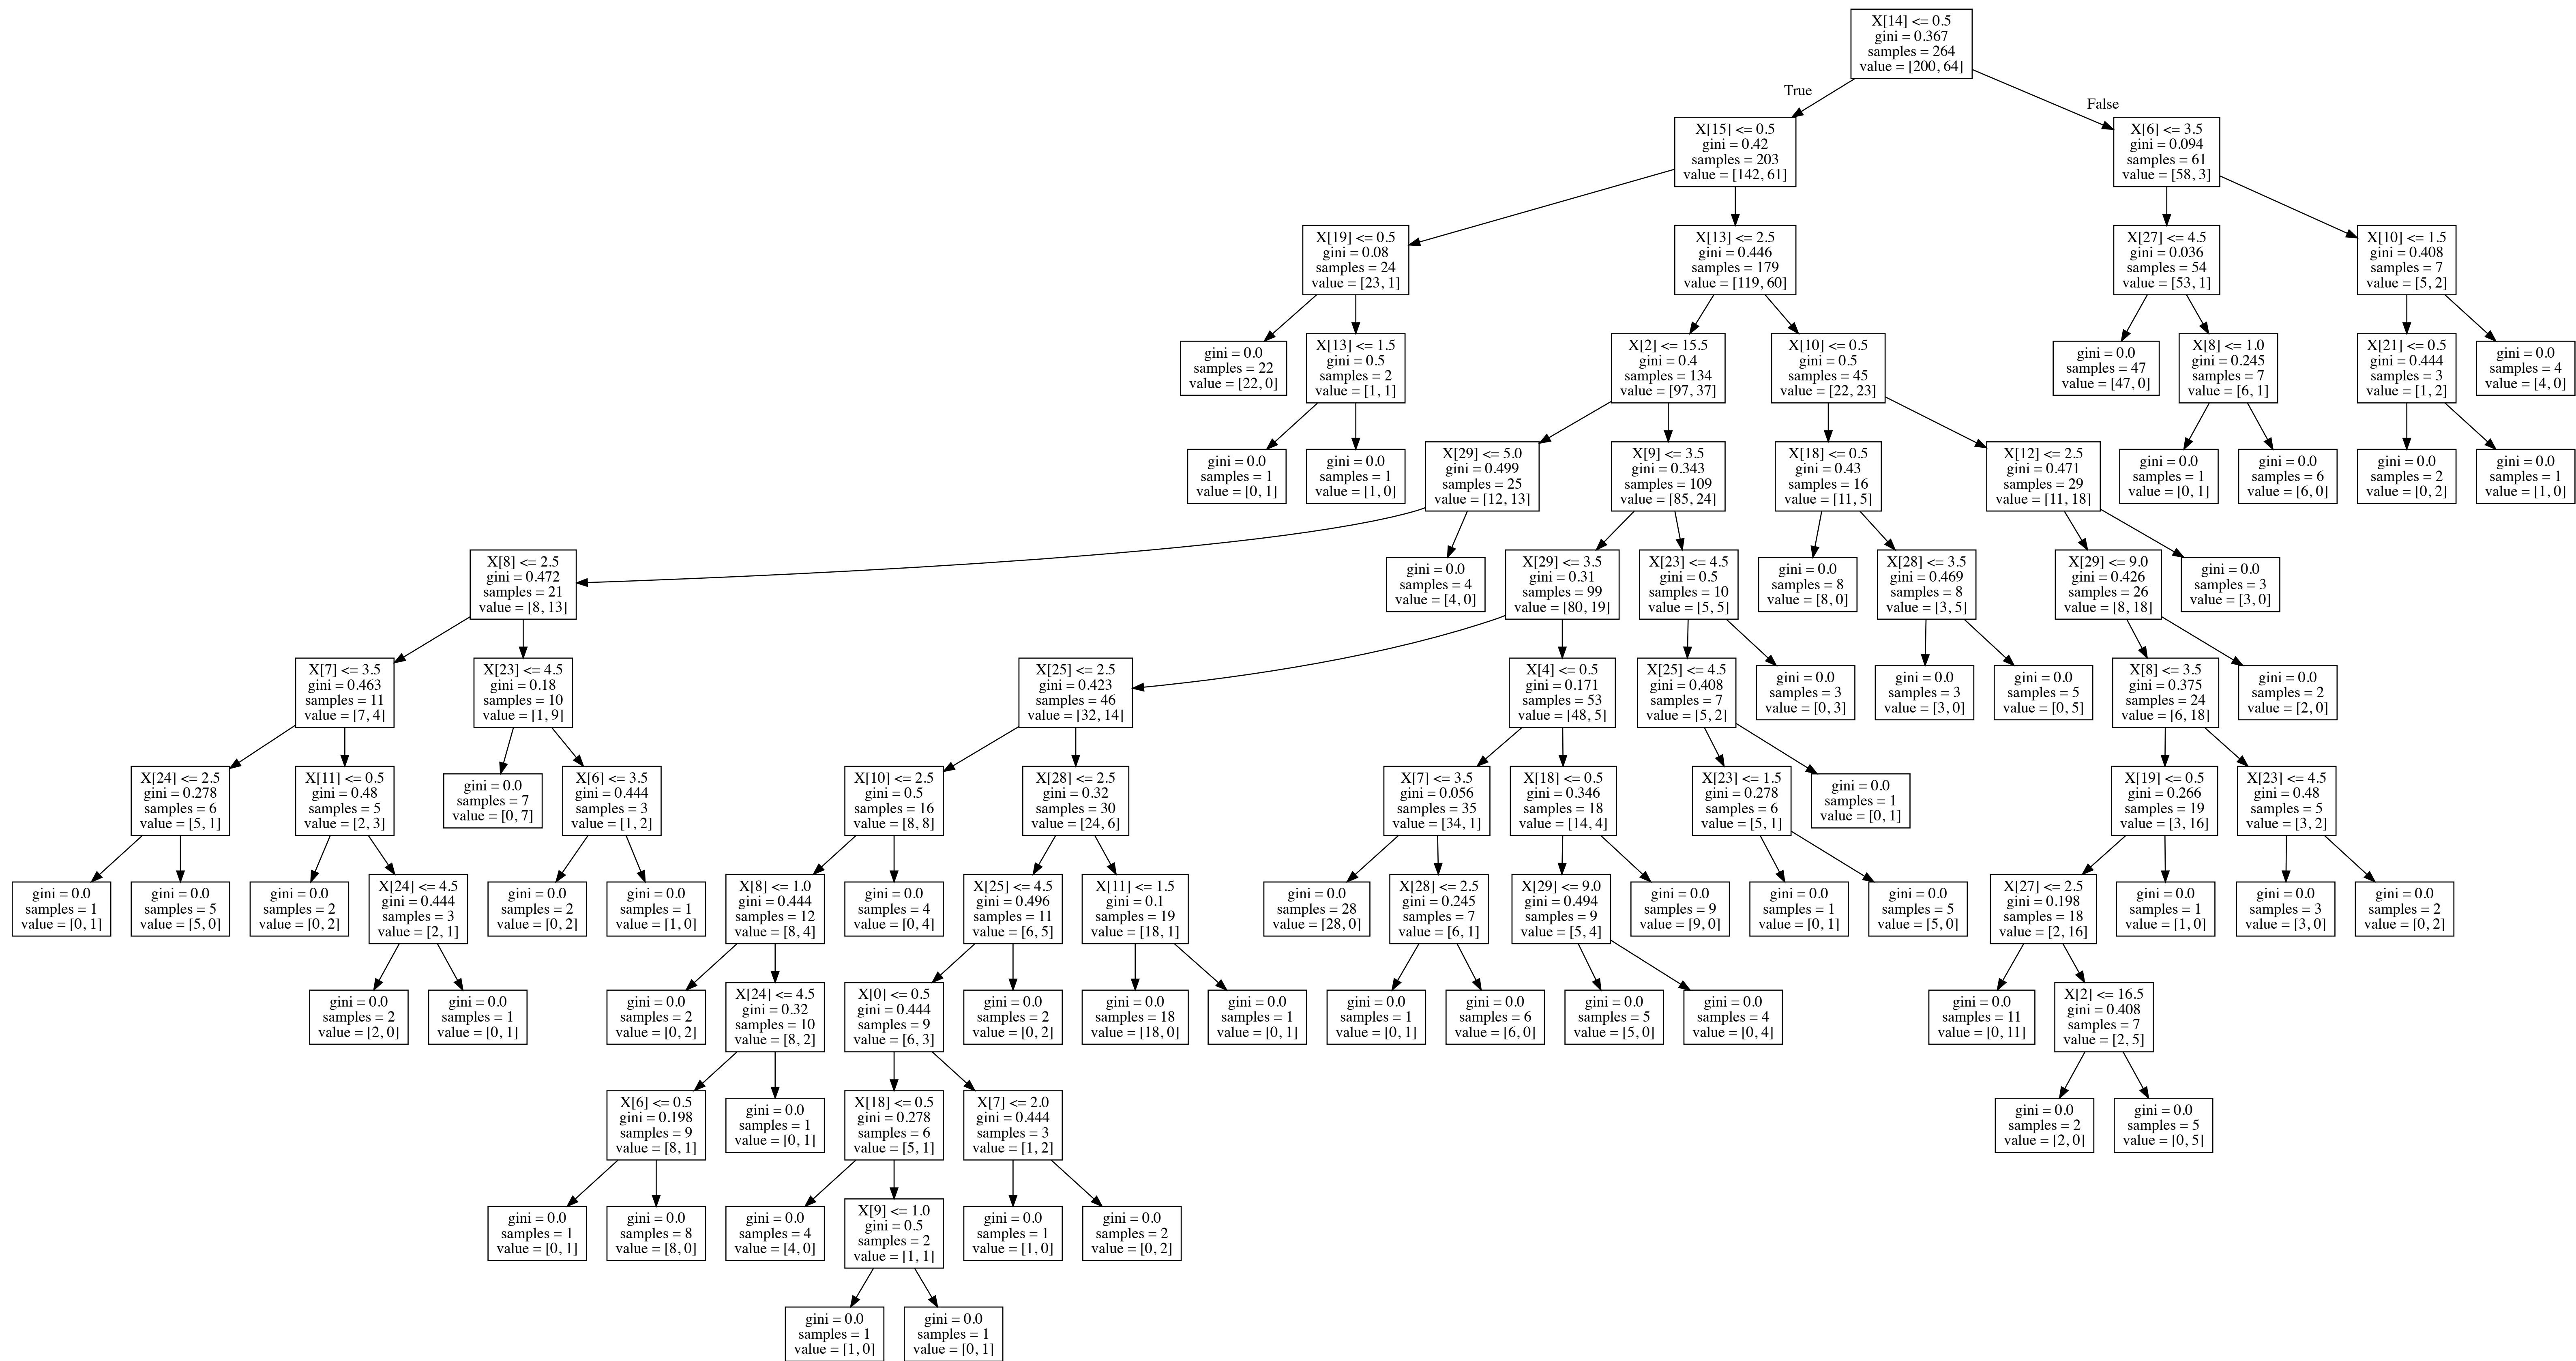 X[14] <= 0.5
gini = 0.367
samples = 264
value = [200, 64]
True
False
X[15] <= 0.5
gini = 0.42
samples = 203
value = [142, 61]
X[6] <= 3.5
gini = 0.094
samples = 61
value = [58, 3]
X[19] <= 0.5
gini = 0.08
samples = 24
value = [23, 1]
X[13] <= 2.5
gini = 0.446
samples = 179
value = [119, 60]
X[27] <= 4.5
gini = 0.036
samples = 54
value = [53, 1]
X[10] <= 1.5
gini = 0.408
samples = 7
value = [5, 2]
gini = 0.0
samples = 22
value = [22, 0]
X[13] <= 1.5
gini = 0.5
samples = 2
value = [1, 1]
X[2] <= 15.5
gini = 0.4
samples = 134
value = [97, 37]
X[10] <= 0.5
gini = 0.5
samples = 45
value = [22, 23]
gini = 0.0
samples = 47
value = [47, 0]
X[8] <= 1.0
gini = 0.245
samples = 7
value = [6, 1]
X[21] <= 0.5
gini = 0.444
samples = 3
value = [1, 2]
gini = 0.0
samples = 4
value = [4, 0]
gini = 0.0
samples = 1
value = [0, 1]
gini = 0.0
samples = 1
value = [1, 0]
X[29] <= 5.0
gini = 0.499
samples = 25
value = [12, 13]
X[9] <= 3.5
gini = 0.343
samples = 109
value = [85, 24]
X[18] <= 0.5
gini = 0.43
samples = 16
value = [11, 5]
X[12] <= 2.5
gini = 0.471
samples = 29
value = [11, 18]
gini = 0.0
samples = 1
value = [0, 1]
gini = 0.0
samples = 6
value = [6, 0]
gini = 0.0
samples = 2
value = [0, 2]
gini = 0.0
samples = 1
value = [1, 0]
X[8] <= 2.5
gini = 0.472
samples = 21
value = [8, 13]
gini = 0.0
samples = 4
value = [4, 0]
X[29] <= 3.5
gini = 0.31
samples = 99
value = [80, 19]
X[23] <= 4.5
gini = 0.5
samples = 10
value = [5, 5]
gini = 0.0
samples = 8
value = [8, 0]
X[28] <= 3.5
gini = 0.469
samples = 8
value = [3, 5]
X[29] <= 9.0
gini = 0.426
samples = 26
value = [8, 18]
gini = 0.0
samples = 3
value = [3, 0]
X[7] <= 3.5
gini = 0.463
samples = 11
value = [7, 4]
X[23] <= 4.5
gini = 0.18
samples = 10
value = [1, 9]
X[25] <= 2.5
gini = 0.423
samples = 46
value = [32, 14]
X[4] <= 0.5
gini = 0.171
samples = 53
value = [48, 5]
X[25] <= 4.5
gini = 0.408
samples = 7
value = [5, 2]
gini = 0.0
samples = 3
value = [0, 3]
gini = 0.0
samples = 3
value = [3, 0]
gini = 0.0
samples = 5
value = [0, 5]
X[8] <= 3.5
gini = 0.375
samples = 24
value = [6, 18]
gini = 0.0
samples = 2
value = [2, 0]
X[24] <= 2.5
gini = 0.278
samples = 6
value = [5, 1]
X[11] <= 0.5
gini = 0.48
samples = 5
value = [2, 3]
gini = 0.0
samples = 7
value = [0, 7]
X[6] <= 3.5
gini = 0.444
samples = 3
value = [1, 2]
X[10] <= 2.5
gini = 0.5
samples = 16
value = [8, 8]
X[28] <= 2.5
gini = 0.32
samples = 30
value = [24, 6]
X[7] <= 3.5
gini = 0.056
samples = 35
value = [34, 1]
X[18] <= 0.5
gini = 0.346
samples = 18
value = [14, 4]
X[23] <= 1.5
gini = 0.278
samples = 6
value = [5, 1]
gini = 0.0
samples = 1
value = [0, 1]
X[19] <= 0.5
gini = 0.266
samples = 19
value = [3, 16]
X[23] <= 4.5
gini = 0.48
samples = 5
value = [3, 2]
gini = 0.0
samples = 1
value = [0, 1]
gini = 0.0
samples = 5
value = [5, 0]
gini = 0.0
samples = 2
value = [0, 2]
X[24] <= 4.5
gini = 0.444
samples = 3
value = [2, 1]
gini = 0.0
samples = 2
value = [0, 2]
gini = 0.0
samples = 1
value = [1, 0]
X[8] <= 1.0
gini = 0.444
samples = 12
value = [8, 4]
gini = 0.0
samples = 4
value = [0, 4]
X[25] <= 4.5
gini = 0.496
samples = 11
value = [6, 5]
X[11] <= 1.5
gini = 0.1
samples = 19
value = [18, 1]
gini = 0.0
samples = 28
value = [28, 0]
X[28] <= 2.5
gini = 0.245
samples = 7
value = [6, 1]
X[29] <= 9.0
gini = 0.494
samples = 9
value = [5, 4]
gini = 0.0
samples = 9
value = [9, 0]
gini = 0.0
samples = 1
value = [0, 1]
gini = 0.0
samples = 5
value = [5, 0]
X[27] <= 2.5
gini = 0.198
samples = 18
value = [2, 16]
gini = 0.0
samples = 1
value = [1, 0]
gini = 0.0
samples = 3
value = [3, 0]
gini = 0.0
samples = 2
value = [0, 2]
gini = 0.0
samples = 2
value = [2, 0]
gini = 0.0
samples = 1
value = [0, 1]
gini = 0.0
samples = 2
value = [0, 2]
X[24] <= 4.5
gini = 0.32
samples = 10
value = [8, 2]
X[0] <= 0.5
gini = 0.444
samples = 9
value = [6, 3]
gini = 0.0
samples = 2
value = [0, 2]
gini = 0.0
samples = 18
value = [18, 0]
gini = 0.0
samples = 1
value = [0, 1]
gini = 0.0
samples = 1
value = [0, 1]
gini = 0.0
samples = 6
value = [6, 0]
gini = 0.0
samples = 5
value = [5, 0]
gini = 0.0
samples = 4
value = [0, 4]
gini = 0.0
samples = 11
value = [0, 11]
X[2] <= 16.5
gini = 0.408
samples = 7
value = [2, 5]
X[6] <= 0.5
gini = 0.198
samples = 9
value = [8, 1]
gini = 0.0
samples = 1
value = [0, 1]
X[18] <= 0.5
gini = 0.278
samples = 6
value = [5, 1]
X[7] <= 2.0
gini = 0.444
samples = 3
value = [1, 2]
gini = 0.0
samples = 2
value = [2, 0]
gini = 0.0
samples = 5
value = [0, 5]
gini = 0.0
samples = 1
value = [0, 1]
gini = 0.0
samples = 8
value = [8, 0]
gini = 0.0
samples = 4
value = [4, 0]
X[9] <= 1.0
gini = 0.5
samples = 2
value = [1, 1]
gini = 0.0
samples = 1
value = [1, 0]
gini = 0.0
samples = 2
value = [0, 2]
gini = 0.0
samples = 1
value = [1, 0]
gini = 0.0
samples = 1
value = [0, 1]